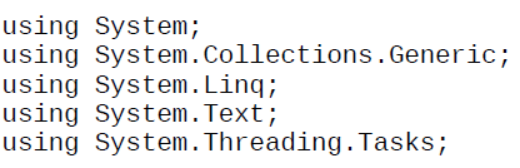 using System;
using System.Collections.Generic;
using System.Linq;
using System.Text;
using System.Threading.Tasks;